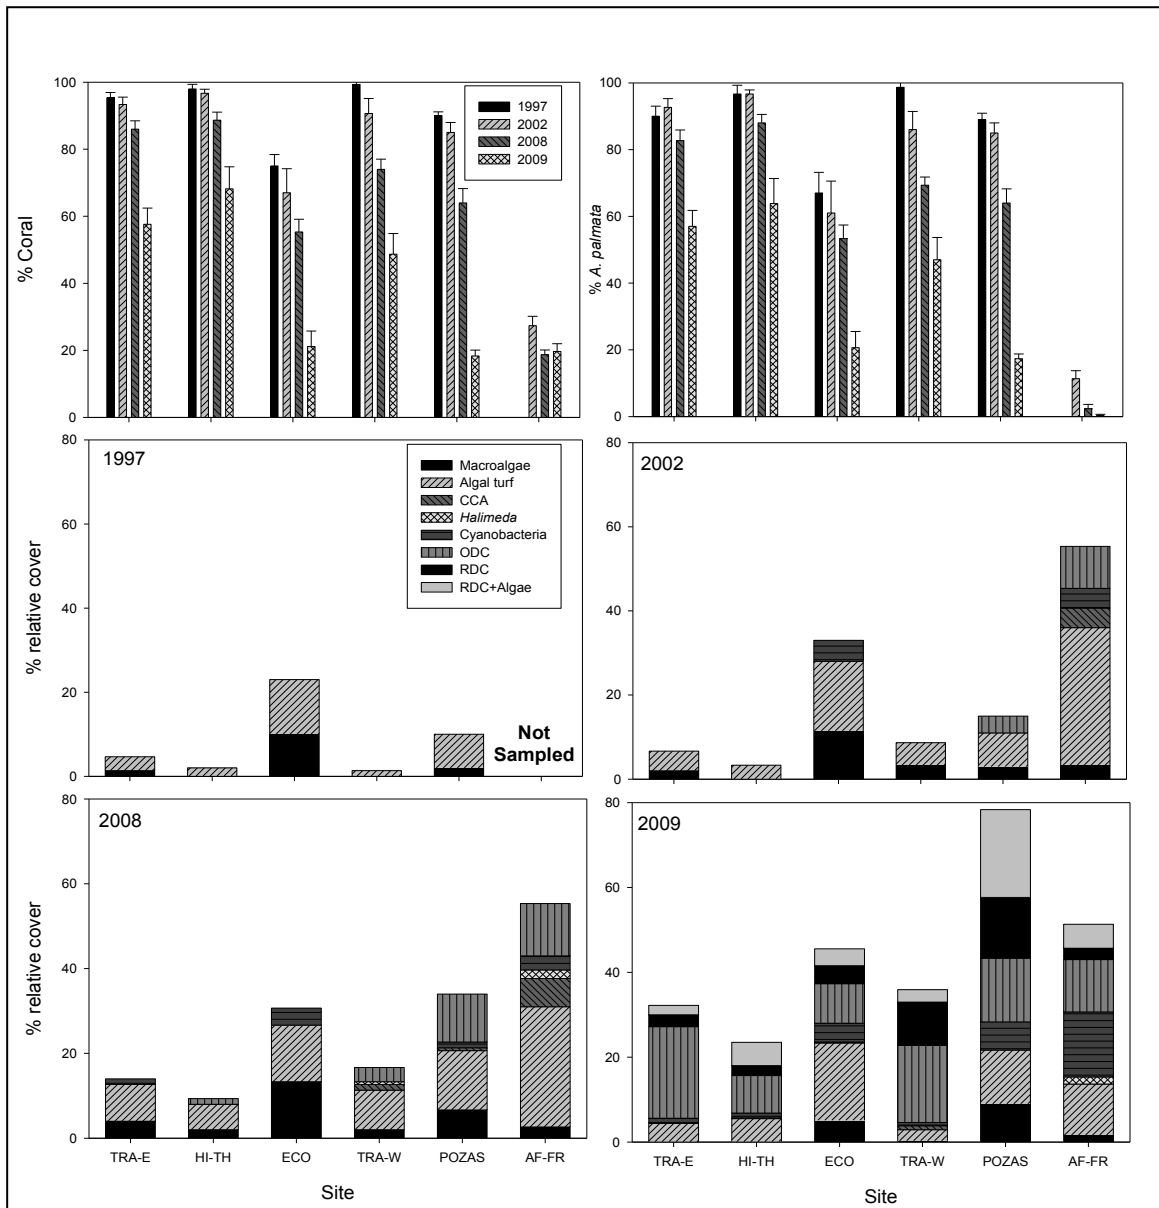 100
80
60
40
20
0
% Coral
1997
2002
2008
2009
100
80
60
40
20
0
% A. palmata
80
60
40
20
0
% relative cover
1997
Macroalgae
Algal turf
CCA
Halimeda
Cyanobacteria
ODC
RDC
RDC+Algae
Not
Sampled
80
60
40
20
0
2002
80
60
40
20
0
% relative cover
2008
TRA-E HI-TH ECO TRA-W POZAS AF-FR
Site
80
60
40
20
0
2009
TRA-E HI-TH ECO TRA-W POZAS AF-FR
Site